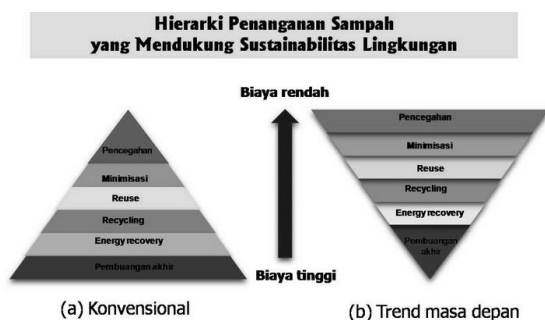 Hierarki Penanganan Sampah
yang Mendukung Sustainabilitas Lingkungan
Biaya rendah
Pencegahan
Minimisasi
Reuse
Recycling
Energy recovery
Pembuangan akhir
Biaya tinggi
(a) Konvensional
Pencegahan
Minimisasi
Reuse
Recycling
Energy recovery
Pembuangan
akhir
(b) Trend masa depan